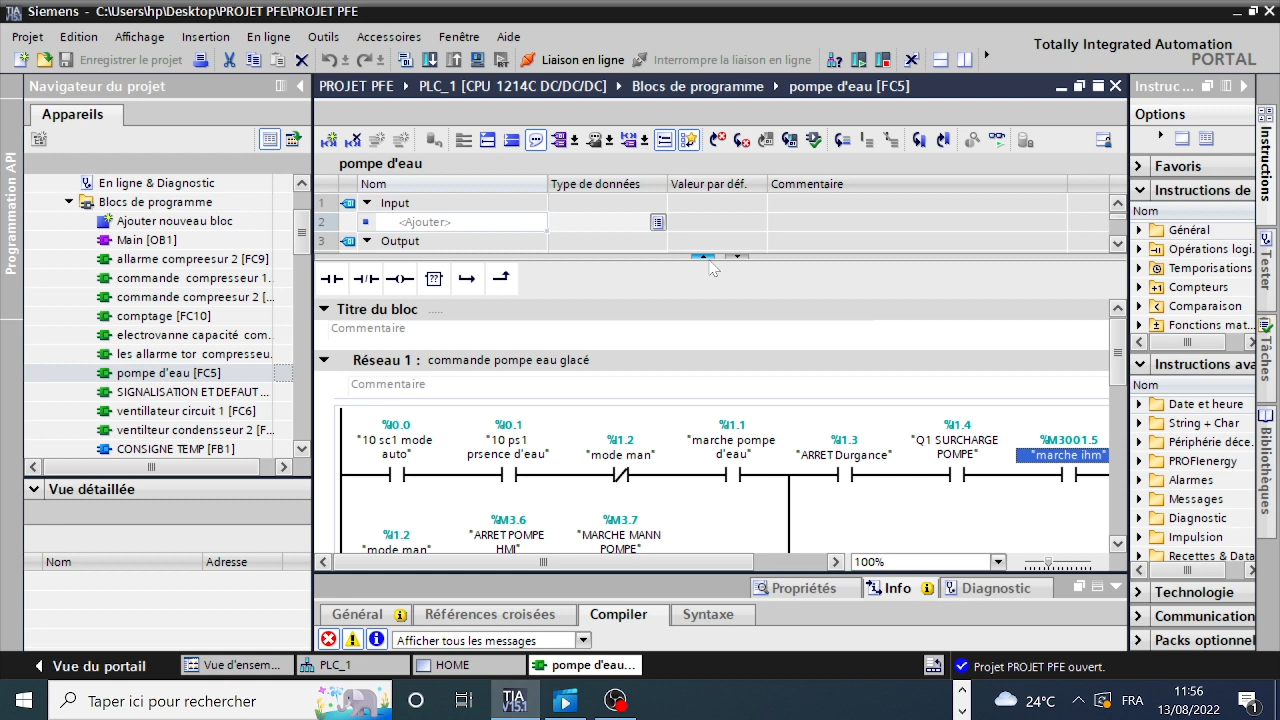 Siemens - C:\Users\hp\Desktop\PROJET PFE\PROJET PFE
Projet Edition Affichage Insertion En ligne Outils Accessoires Fenêtre Aide
Totally Integrated Automation
PORTAL
Enregistrer le projet Liaison en ligne Interrompre la liaison en ligne
Navigateur du projet
PROJET PFE PLC_1 [CPU 1214C DC/DC/DC] Blocs de programme pompe d'eau [FC5]
Instruc...
Appareils
Options
Programmation API
En ligne & Diagnostic
Blocs de programme
Ajouter nouveau bloc
Main [OB1]
allarme compreesur 2 [FC9]
commande compresseur 1...
commande compreesur 2 [...
comptage [FC10]
electrovanne capacité com...
les allarme tor compresseu...
pompe d'eau [FC5]
SIGNALISATION ET DEFAUT ...
ventillateur circuit 1 [FC6]
ventilteur condensseur 2 [F...
CONSIGNE TEMP [FB1]
Vue détaillée
Nom Adresse
pompe d'eau
Nom Type de données Valeur par déf. Commentaire
1 Input
2 <Ajouter>
3 Output
Titre du bloc .....
Commentaire
Réseau 1 : commande pompe eau glacé
Commentaire
%I0.0
"10 sc1 mode
auto"
%I0.1
"10 ps1
prsence d'eau"
%I1.2
"mode man"
%I1.1
"marche pompe
d'eau"
%I1.3
"ARRET Durgance"
%I1.4
"Q1 SURCHARGE
POMPE"
%M3001.5
"marche ihm"
%I1.2
"mode man"
%M3.6
"ARRET POMPE
HMI"
%M3.7
"MARCHE MANN
POMPE"
100%
Propriétés Info Diagnostic
Général Références croisées Compiler Syntaxe
Afficher tous les messages
Favoris
Instructions de
Nom
Général
Opérations logi.
Temporisations
Compteurs
Comparaison
Fonctions mat...
Instructions ava
Nom
Date et heure
String + Char
Périphérie déce.
PROFIenergy
Alarmes
Messages
Diagnostic
Impulsion
Recettes & Data
Technologie
Communication
Packs optionnel
Instructions
Tester
Tâches
Bibliothèques
Vue du portail Vue d'ensem... PLC_1 HOME pompe d'eau... Projet PROJET PFE ouvert.
Taper ici pour rechercher
TIA
V15.1
24°C FRA
11:56
13/08/2022
1